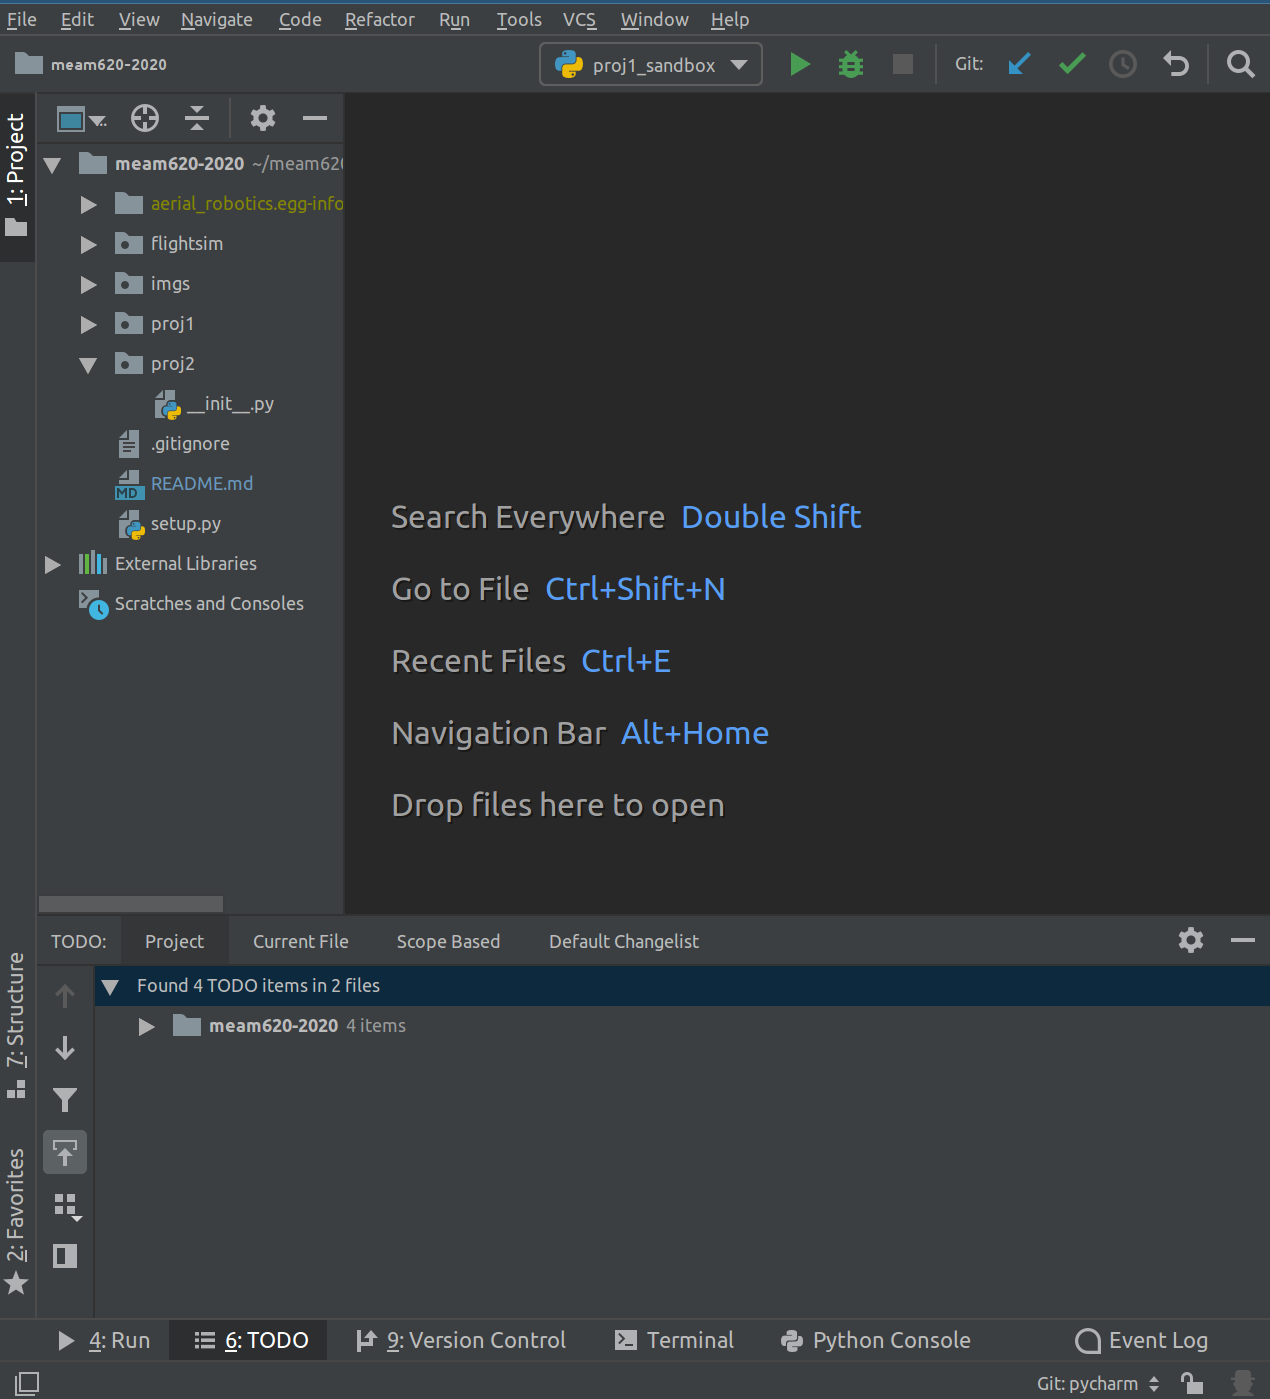 File Edit View Navigate Code Refactor Run Tools VCS Window Help
meam620-2020 proj1_sandbox Git:
1: Project
meam620-2020 ~/meam620
aerial_robotics.egg-info
flightsim
imgs
proj1
proj2
__init__.py
.gitignore
MD README.md
setup.py
External Libraries
Scratches and Consoles
Search Everywhere Double Shift
Go to File Ctrl+Shift+N
Recent Files Ctrl+E
Navigation Bar Alt+Home
Drop files here to open
7: Structure
2: Favorites
TODO: Project Current File Scope Based Default Changelist
Found 4 TODO items in 2 files
meam620-2020 4 items
4: Run 6: TODO 9: Version Control Terminal Python Console Event Log
Git: pycharm